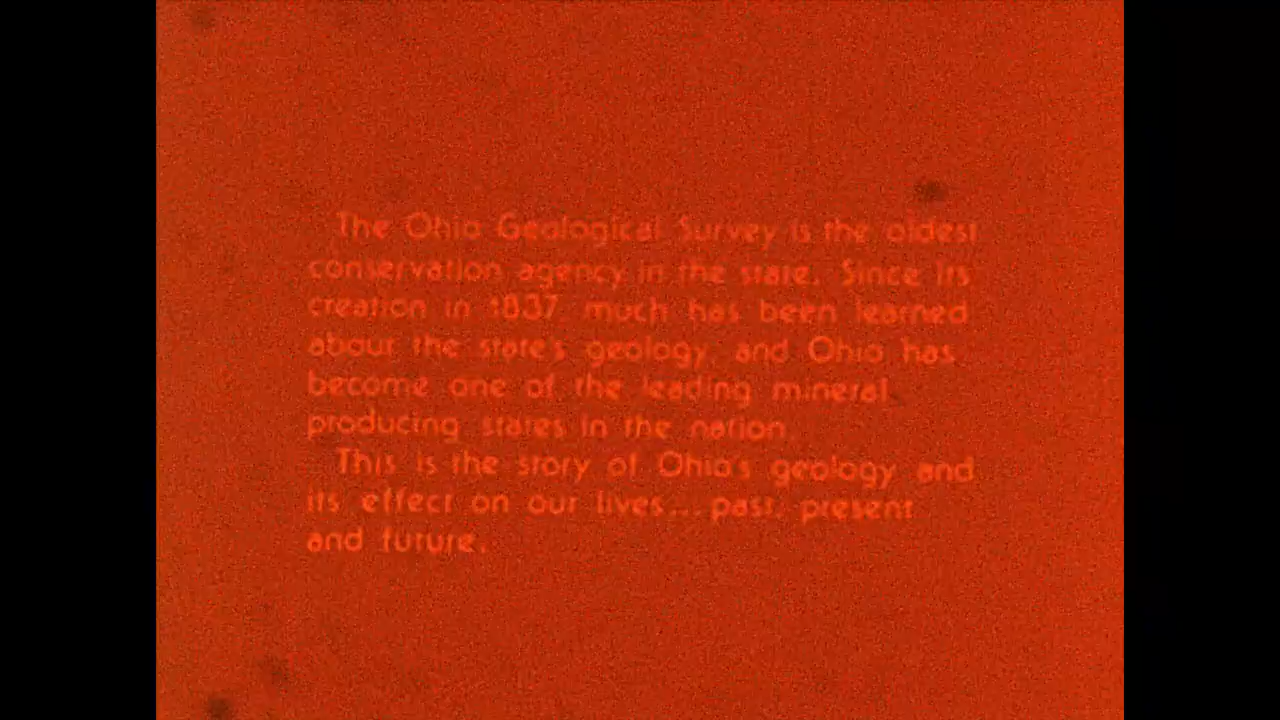 The Ohio Geological Survey is the oldest
conservation agency in the state. Since its
creation in 1837, much has been learned
about the state's geology, and Ohio has
become one of the leading mineral
producing states in the nation.
This is the story of Ohio's geology and
its effect on our lives... past, present
and future.